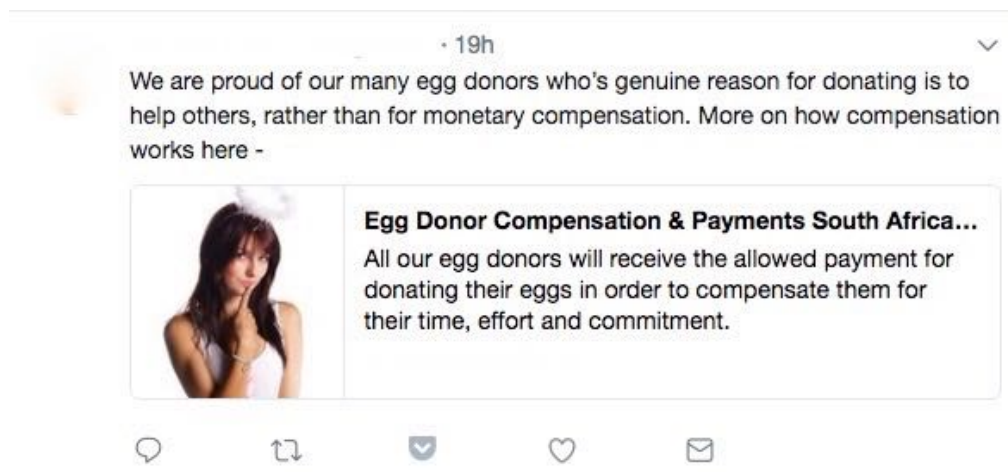 · 19h
We are proud of our many egg donors who's genuine reason for donating is to
help others, rather than for monetary compensation. More on how compensation
works here -
Egg Donor Compensation & Payments South Africa...
All our egg donors will receive the allowed payment for
donating their eggs in order to compensate them for
their time, effort and commitment.